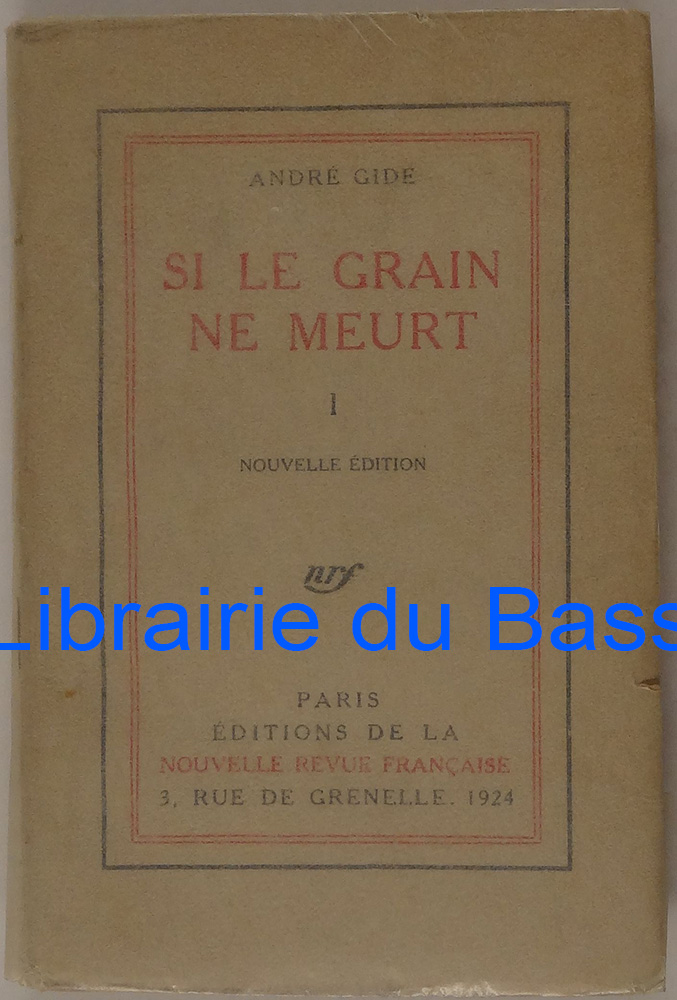 ANDRÉ GIDE
SI LE GRAIN
NE MEURT
I
NOUVELLE ÉDITION
nrf
Librairie du Bass
PARIS
ÉDITIONS DE LA
NOUVELLE REVUE FRANÇAISE
3, RUE DE GRENELLE. 1924